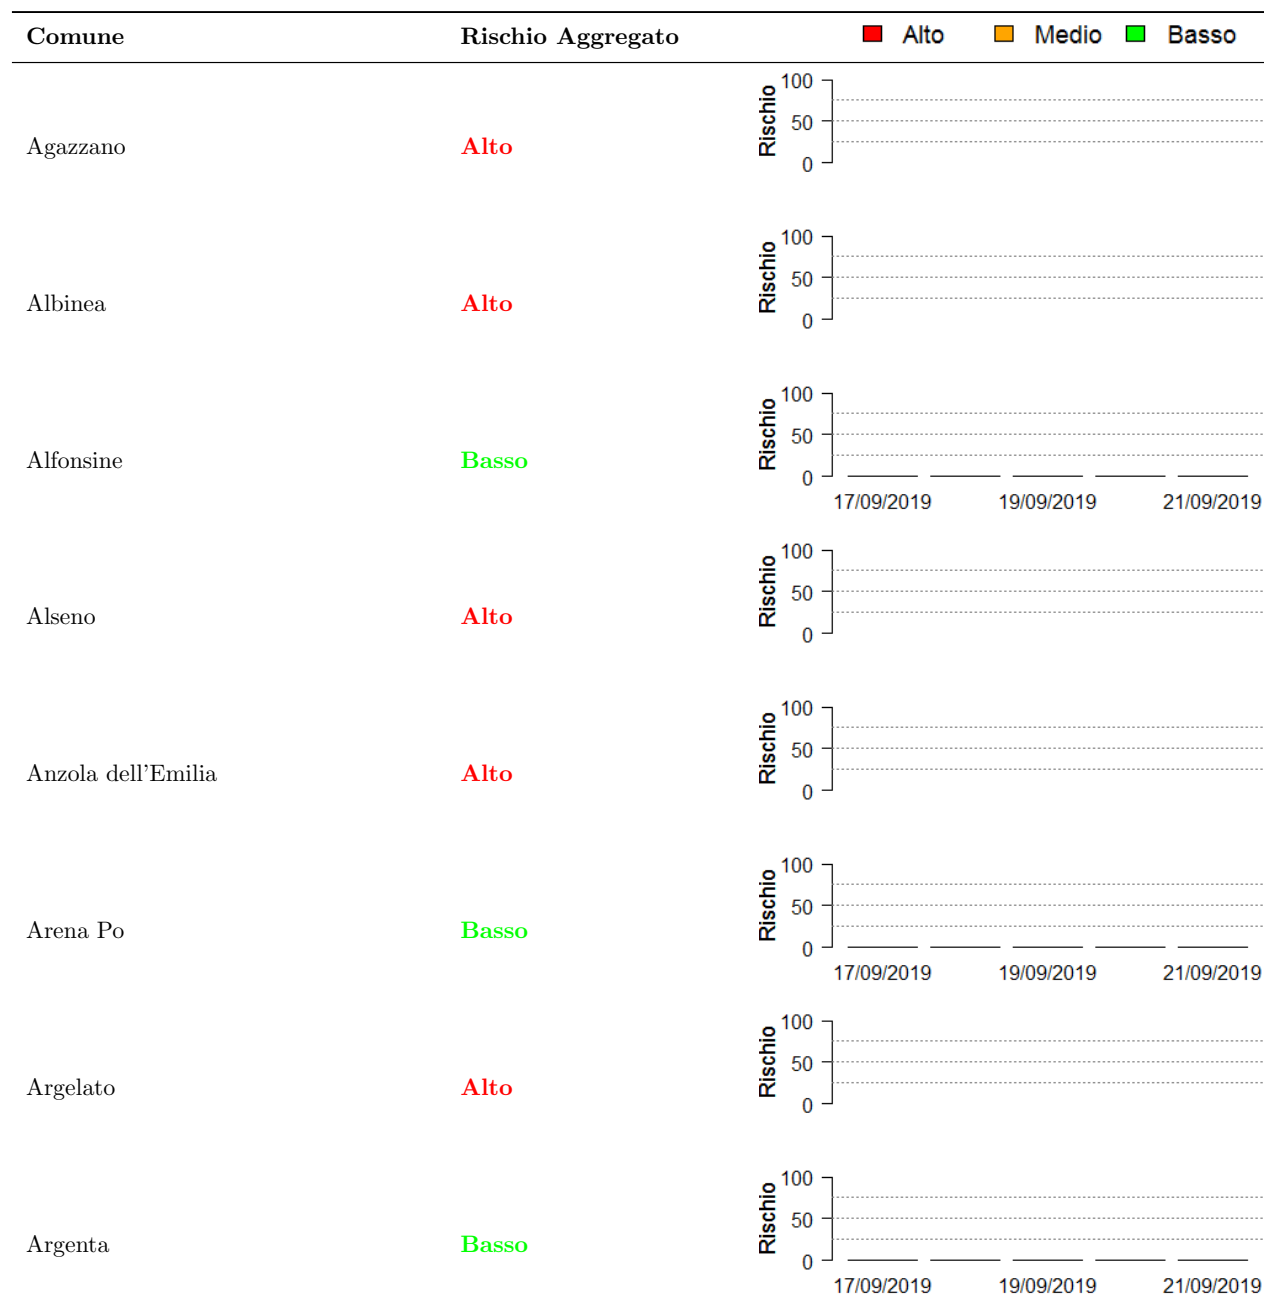 Comune Rischio Aggregato Alto Medio Basso
100
50
0
Rischio
Agazzano Alto
100
50
0
Rischio
Albinea Alto
100
50
0
Rischio
Alfonsine Basso
17/09/2019 19/09/2019 21/09/2019
100
50
0
Rischio
Alseno Alto
100
50
0
Rischio
Anzola dell'Emilia Alto
100
50
0
Rischio
Arena Po Basso
17/09/2019 19/09/2019 21/09/2019
100
50
0
Rischio
Argelato Alto
100
50
0
Rischio
Argenta Basso
17/09/2019 19/09/2019 21/09/2019